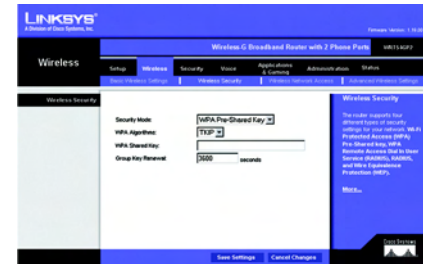 LINKSYS®
A Division of Cisco Systems, Inc.
Firmware Version: 1.10.00
Wireless-G Broadband Router with 2 Phone Ports
WRT54GP2
Wireless
Setup Wireless Security Voice Applications & Gaming Administration Status
Basic Wireless Settings Wireless Security Wireless Network Access Advanced Wireless Settings
Wireless Security
Security Mode: WPA Pre-Shared Key
WPA Algorithms: TKIP
WPA Shared Key:
Group Key Renewal: 3600 seconds
Wireless Security
The router supports four
different types of security
settings for your network. Wi-Fi
Protected Access (WPA)
Pre-Shared key, WPA
Remote Access Dial In User
Service (RADIUS), RADIUS,
and Wire Equivalence
Protection (WEP).
More...
Save Settings Cancel Changes
CISCO SYSTEMS